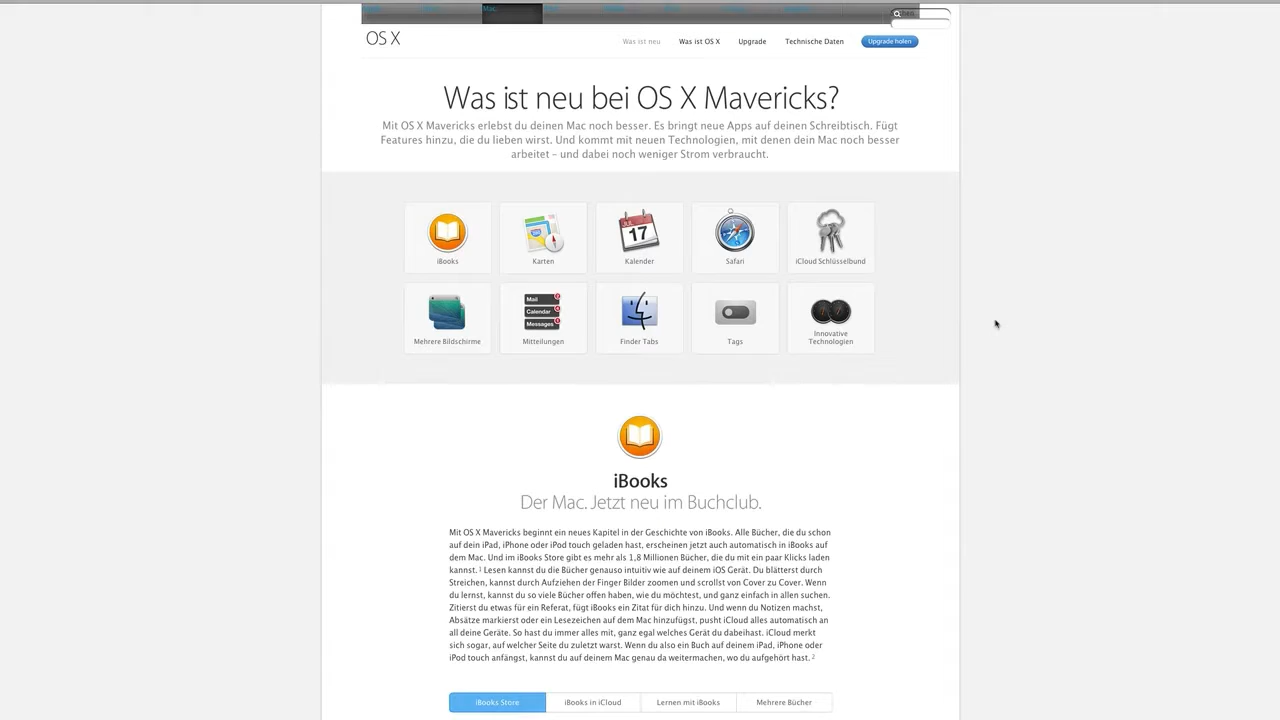 Mac
OS X
Was ist neu
Was ist OS X
Upgrade
Technische Daten
Upgrade holen
Was ist neu bei OS X Mavericks?
Mit OS X Mavericks erlebst du deinen Mac noch besser. Es bringt neue Apps auf deinen Schreibtisch. Fügt
Features hinzu, die du lieben wirst. Und kommt mit neuen Technologien, mit denen dein Mac noch besser
arbeitet – und dabei noch weniger Strom verbraucht.
17
iBooks
Karten
Kalender
Safari
iCloud Schlüsselbund
Mail
Calendar
Messages
Mehrere Bildschirme
Mitteilungen
Finder Tabs
Tags
Innovative
Technologien
iBooks
Der Mac. Jetzt neu im Buchclub.
Mit OS X Mavericks beginnt ein neues Kapitel in der Geschichte von iBooks. Alle Bücher, die du schon
auf dein iPad, iPhone oder iPod touch geladen hast, erscheinen jetzt auch automatisch in iBooks auf
dem Mac. Und im iBooks Store gibt es mehr als 1,8 Millionen Bücher, die du mit ein paar Klicks laden
kannst. 1 Lesen kannst du die Bücher genauso intuitiv wie auf deinem iOS Gerät. Du blätterst durch
Streichen, kannst durch Aufziehen der Finger Bilder zoomen und scrollst von Cover zu Cover. Wenn
du lernst, kannst du so viele Bücher offen haben, wie du möchtest, und ganz einfach in allen suchen.
Zitierst du etwas für ein Referat, fügt iBooks ein Zitat für dich hinzu. Und wenn du Notizen machst,
Absätze markierst oder ein Lesezeichen auf dem Mac hinzufügst, pusht iCloud alles automatisch an
all deine Geräte. So hast du immer alles mit, ganz egal welches Gerät du dabeihast. iCloud merkt
sich sogar, auf welcher Seite du zuletzt warst. Wenn du also ein Buch auf deinem iPad, iPhone oder
iPod touch anfängst, kannst du auf deinem Mac genau da weitermachen, wo du aufgehört hast. 2
iBooks Store
iBooks in iCloud
Lernen mit iBooks
Mehrere Bücher